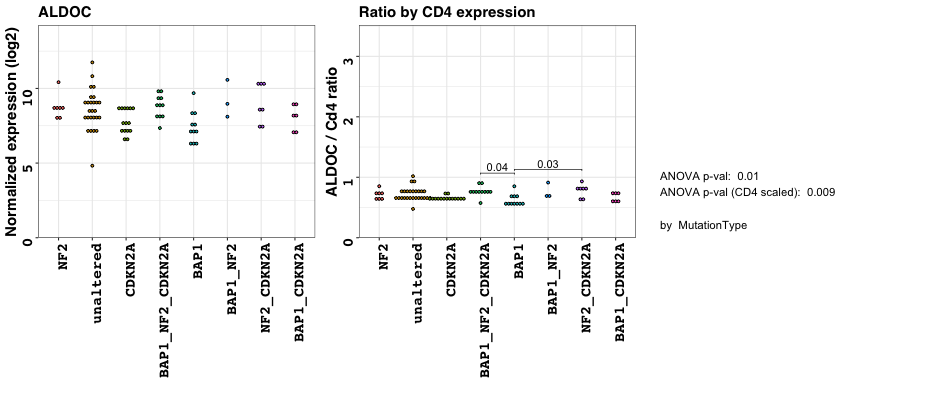 ALDOC
Normalized expression (log2)
0
5
10
NF2
unaltered
CDKN2A
BAP1_NF2_CDKN2A
BAP1
BAP1_NF2
NF2_CDKN2A
BAP1_CDKN2A
Ratio by CD4 expression
ALDOC / Cd4 ratio
0
1
2
3
0.04
0.03
NF2
unaltered
CDKN2A
BAP1_NF2_CDKN2A
BAP1
BAP1_NF2
NF2_CDKN2A
BAP1_CDKN2A
ANOVA p-val: 0.01
ANOVA p-val (CD4 scaled): 0.009
by MutationType